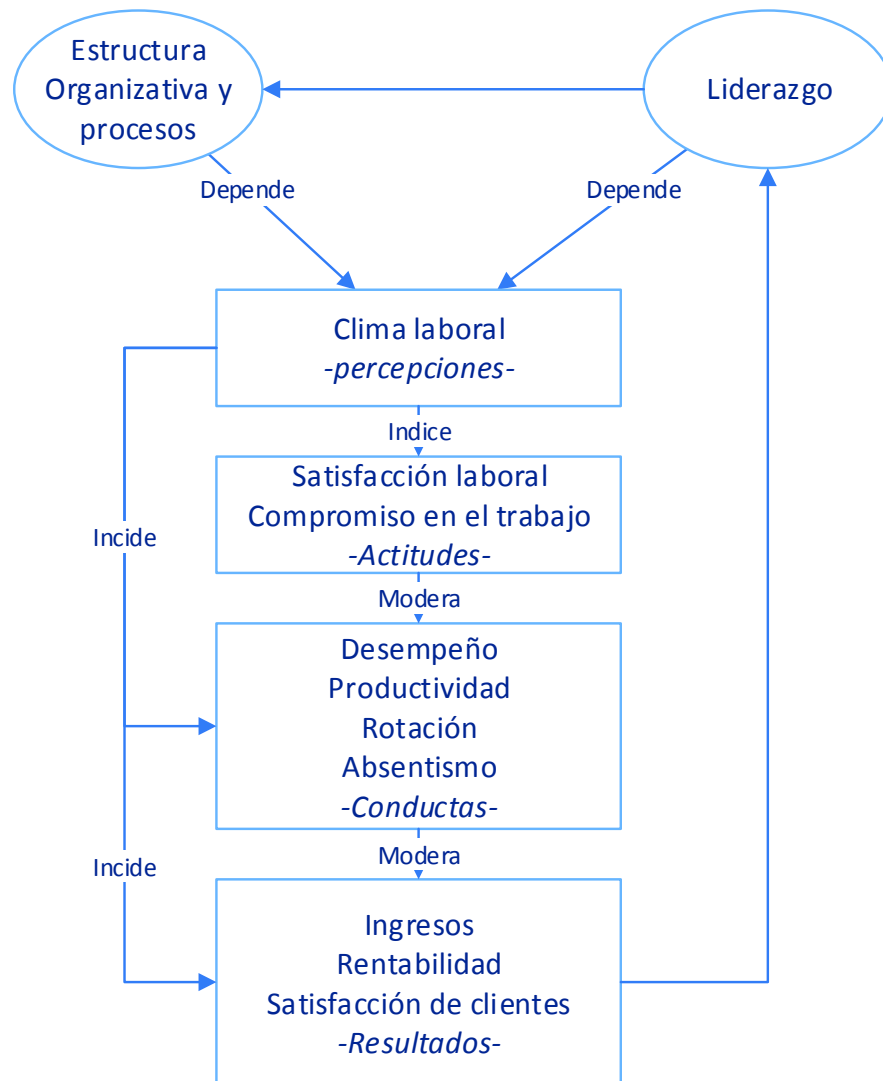 Estructura
Organizativa y
procesos
Liderazgo
Depende
Depende
Clima laboral
-percepciones-
Indice
Satisfacción laboral
Compromiso en el trabajo
-Actitudes-
Incide
Modera
Desempeño
Productividad
Rotación
Absentismo
-Conductas-
Modera
Incide
Ingresos
Rentabilidad
Satisfacción de clientes
-Resultados-